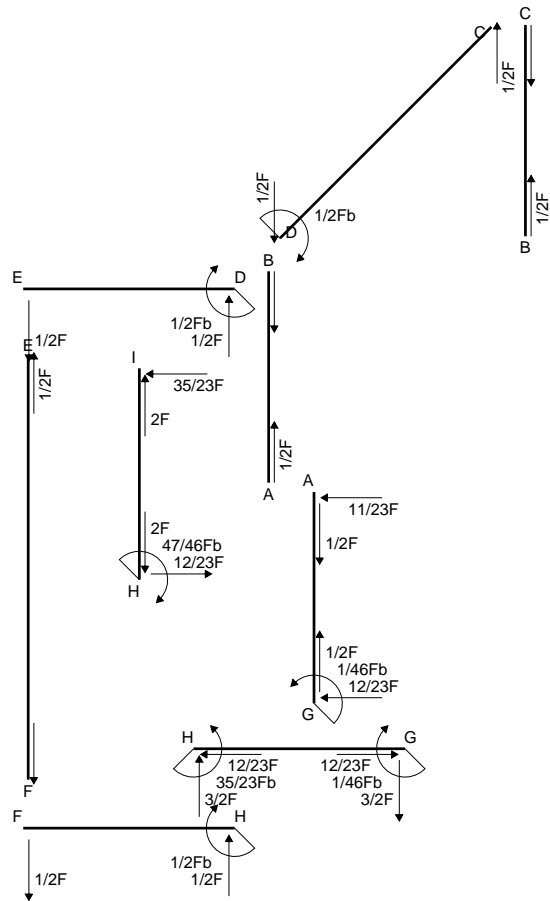 C
C
1/2F
1/2F
B
1/2F
1/2Fb
D
B
E
D
1/2Fb
1/2F
1/2F
E
1/2F
I
35/23F
2F
1/2F
A
A
11/23F
1/2F
2F
47/46Fb
12/23F
H
1/2F
1/46Fb
12/23F
G
H
G
12/23F
35/23Fb
3/2F
12/23F
1/46Fb
3/2F
F
F
H
1/2Fb
1/2F
1/2F